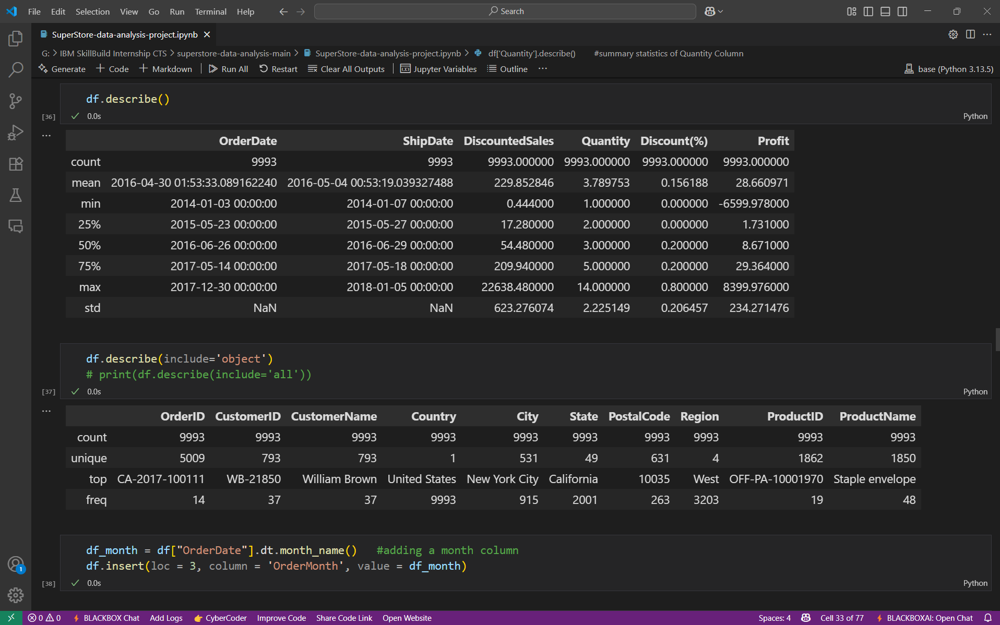 File Edit Selection View Go Run Terminal Help Search
SuperStore-data-analysis-project.ipynb
G: > IBM SkillBuild Internship CTS > superstore-data-analysis-main > SuperStore-data-analysis-project.ipynb > df['Quantity'].describe() #summary statistics of Quantity Column
Generate + Code + Markdown Run All Restart Clear All Outputs Jupyter Variables Outline ... base (Python 3.13.5)
df.describe()
[36] 0.0s Python
OrderDate ShipDate DiscountedSales Quantity Discount(%) Profit
count 9993 9993 9993.000000 9993.000000 9993.000000 9993.000000
mean 2016-04-30 01:53:33.089162240 2016-05-04 00:53:19.039327488 229.852846 3.789753 0.156188 28.660971
min 2014-01-03 00:00:00 2014-01-07 00:00:00 0.444000 1.000000 0.000000 -6599.978000
25% 2015-05-23 00:00:00 2015-05-27 00:00:00 17.280000 2.000000 0.000000 1.731000
50% 2016-06-26 00:00:00 2016-06-29 00:00:00 54.480000 3.000000 0.200000 8.671000
75% 2017-05-14 00:00:00 2017-05-18 00:00:00 209.940000 5.000000 0.200000 29.364000
max 2017-12-30 00:00:00 2018-01-05 00:00:00 22638.480000 14.000000 0.800000 8399.976000
std NaN NaN 623.276074 2.225149 0.206457 234.271476
df.describe(include='object')
# print(df.describe(include='all'))
[37] 0.0s Python
OrderID CustomerID CustomerName Country City State PostalCode Region ProductID ProductName
count 9993 9993 9993 9993 9993 9993 9993 9993 9993 9993
unique 5009 793 793 1 531 49 631 4 1862 1850
top CA-2017-100111 WB-21850 William Brown United States New York City California 10035 West OFF-PA-10001970 Staple envelope
freq 14 37 37 9993 915 2001 263 3203 19 48
df_month = df["OrderDate"].dt.month_name() #adding a month column
df.insert(loc = 3, column = 'OrderMonth', value = df_month)
[38] 0.0s Python
1
0 0 BLACKBOX Chat Add Logs CyberCoder Improve Code Share Code Link Open Website Spaces: 4 Cell 33 of 77 BLACKBOXAI: Open Chat